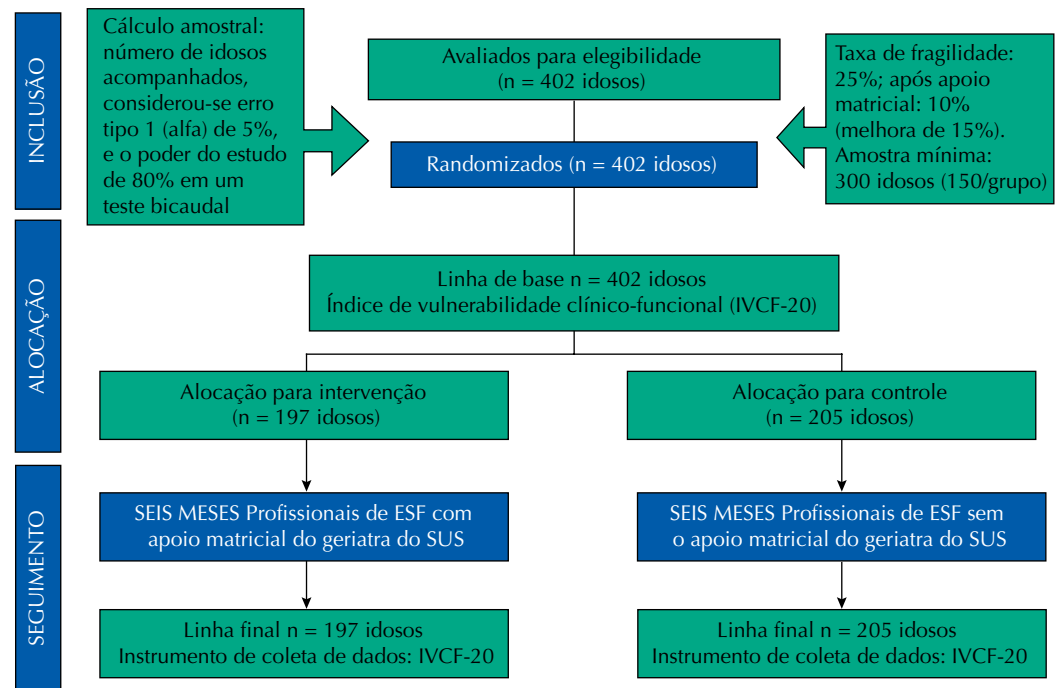 INCLUSÃO
Cálculo amostral:
número de idosos
acompanhados,
considerou-se erro
tipo 1 (alfa) de 5%,
e o poder do estudo
de 80% em um
teste bicaudal
Avaliados para elegibilidade
(n = 402 idosos)
Randomizados (n = 402 idosos)
Taxa de fragilidade:
25%; após apoio
matricial: 10%
(melhora de 15%).
Amostra mínima:
300 idosos (150/grupo)
ALOCAÇÃO
Linha de base n = 402 idosos
Índice de vulnerabilidade clínico-funcional (IVCF-20)
Alocação para intervenção
(n = 197 idosos)
Alocação para controle
(n = 205 idosos)
SEGUIMENTO
SEIS MESES Profissionais de ESF com
apoio matricial do geriatra do SUS
SEIS MESES Profissionais de ESF sem
o apoio matricial do geriatra do SUS
Linha final n = 197 idosos
Instrumento de coleta de dados: IVCF-20
Linha final n = 205 idosos
Instrumento de coleta de dados: IVCF-20